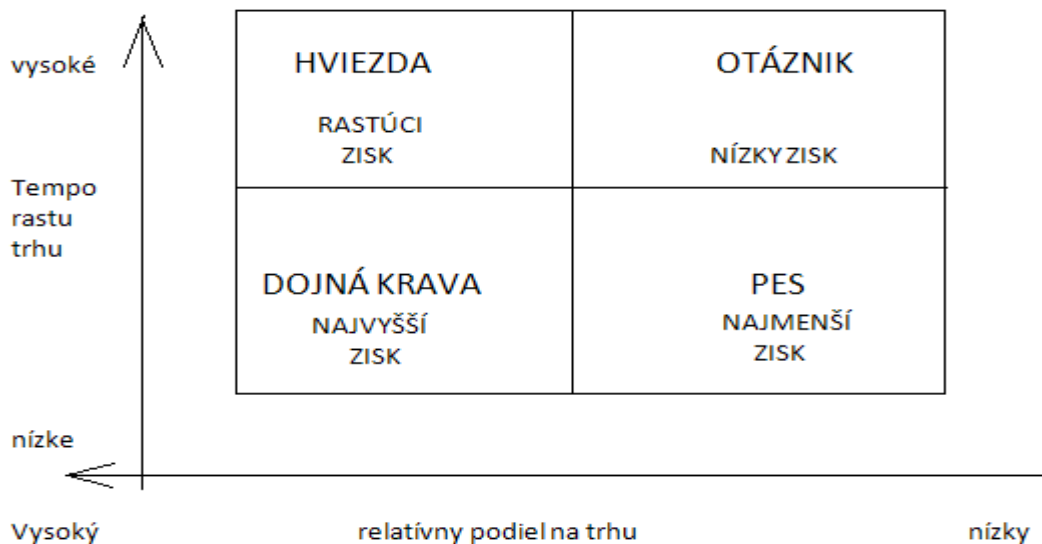 vysoké
HVIEZDA
OTÁZNIK
RASTÚCI
ZISK
NÍZKY ZISK
Tempo
rastu
trhu
DOJNÁ KRAVA
NAJVYŠŠÍ
ZISK
PES
NAJMENŠÍ
ZISK
nízke
Vysoký
relatívny podiel na trhu
nízky